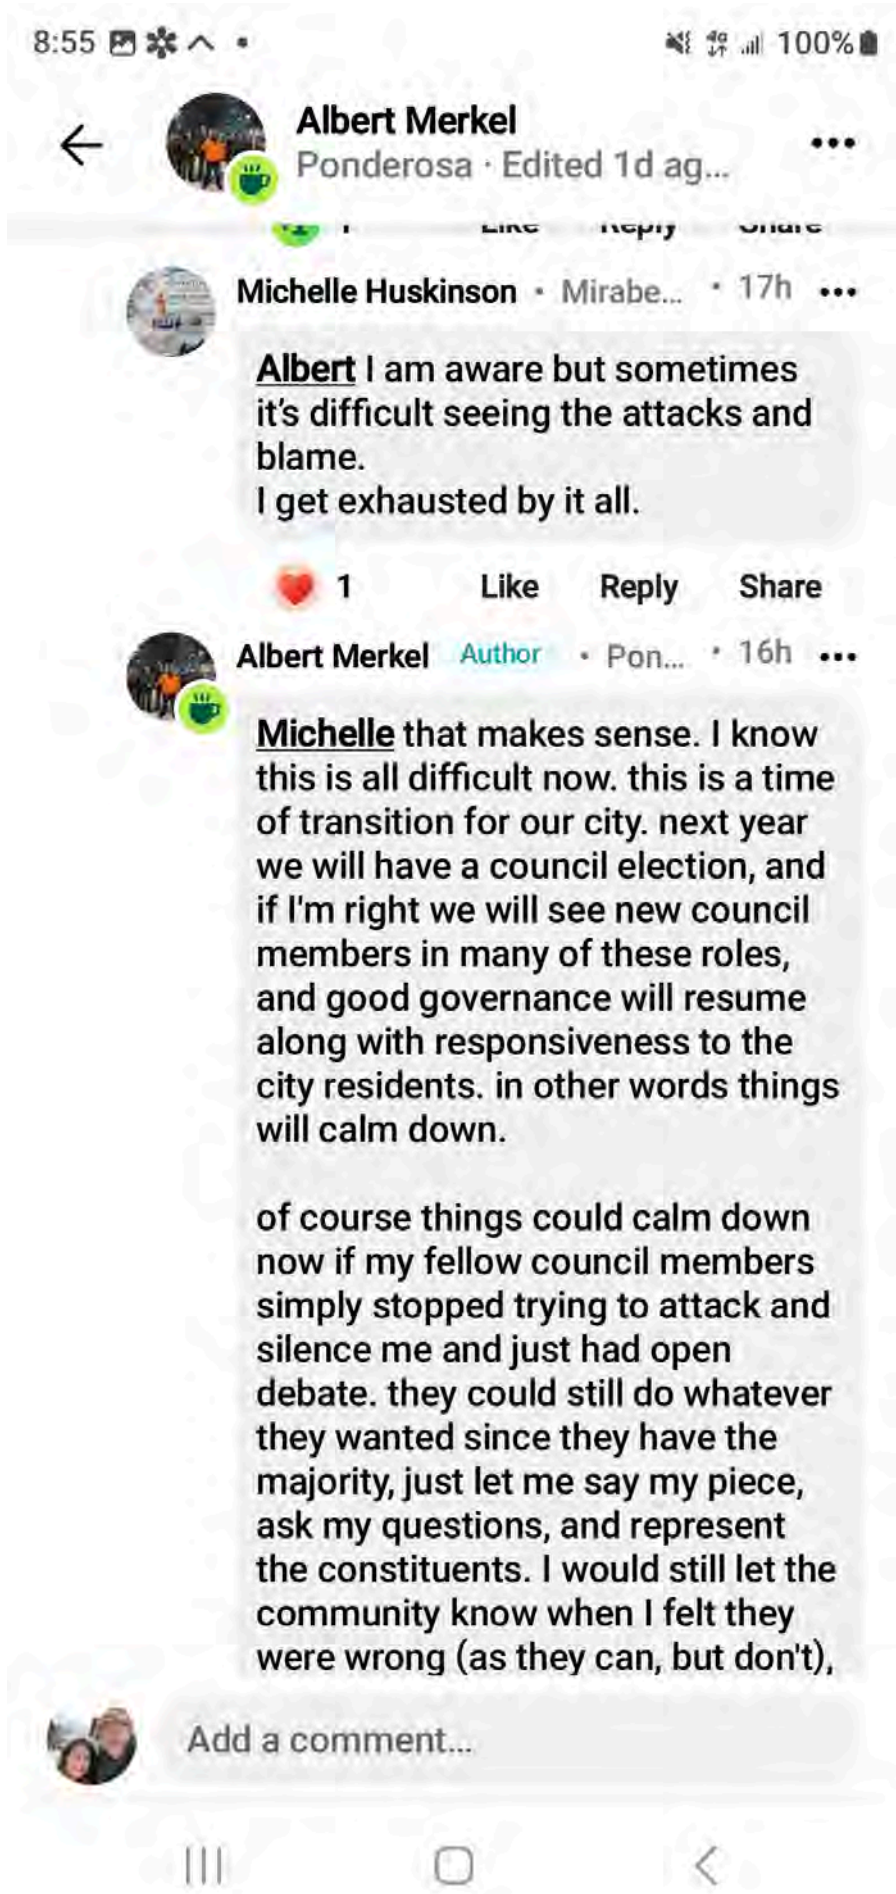 8:55
100%
Albert Merkel
Ponderosa · Edited 1d ag...
1 Like Reply Share
Michelle Huskinson · Mirabe... · 17h
Albert I am aware but sometimes
it's difficult seeing the attacks and
blame.
I get exhausted by it all.
1 Like Reply Share
Albert Merkel Author · Pon... · 16h
Michelle that makes sense. I know
this is all difficult now. this is a time
of transition for our city. next year
we will have a council election, and
if I'm right we will see new council
members in many of these roles,
and good governance will resume
along with responsiveness to the
city residents. in other words things
will calm down.
of course things could calm down
now if my fellow council members
simply stopped trying to attack and
silence me and just had open
debate. they could still do whatever
they wanted since they have the
majority, just let me say my piece,
ask my questions, and represent
the constituents. I would still let the
community know when I felt they
were wrong (as they can, but don't),
Add a comment...